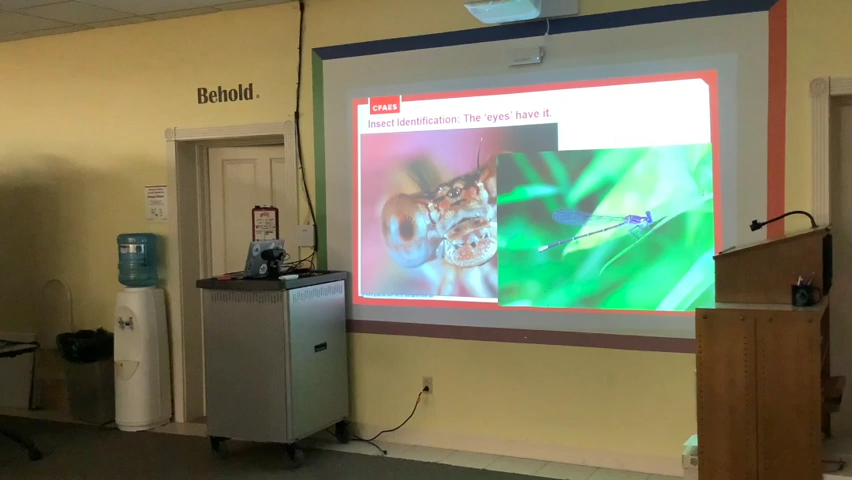 Behold.
CFAES
Insect Identification: The 'eyes' have it.